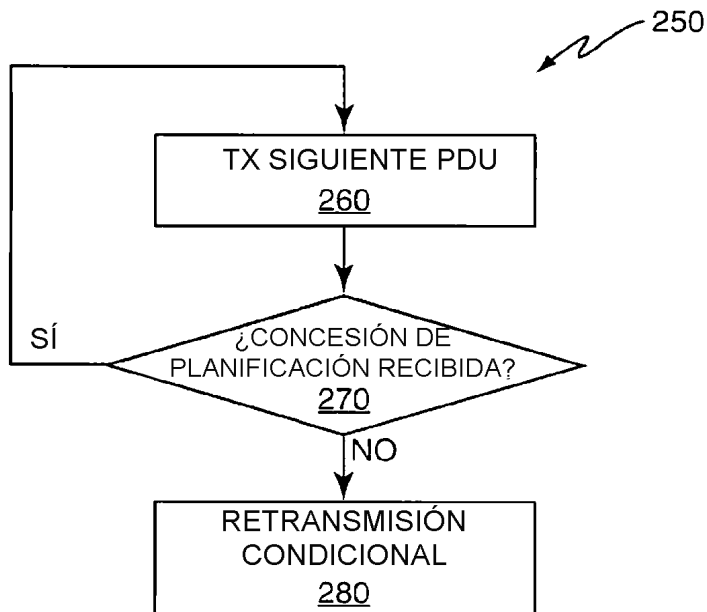 250
TX SIGUIENTE PDU
260
SÍ
¿CONCESIÓN DE
PLANIFICACIÓN RECIBIDA?
270
NO
RETRANSMISIÓN
CONDICIONAL
280